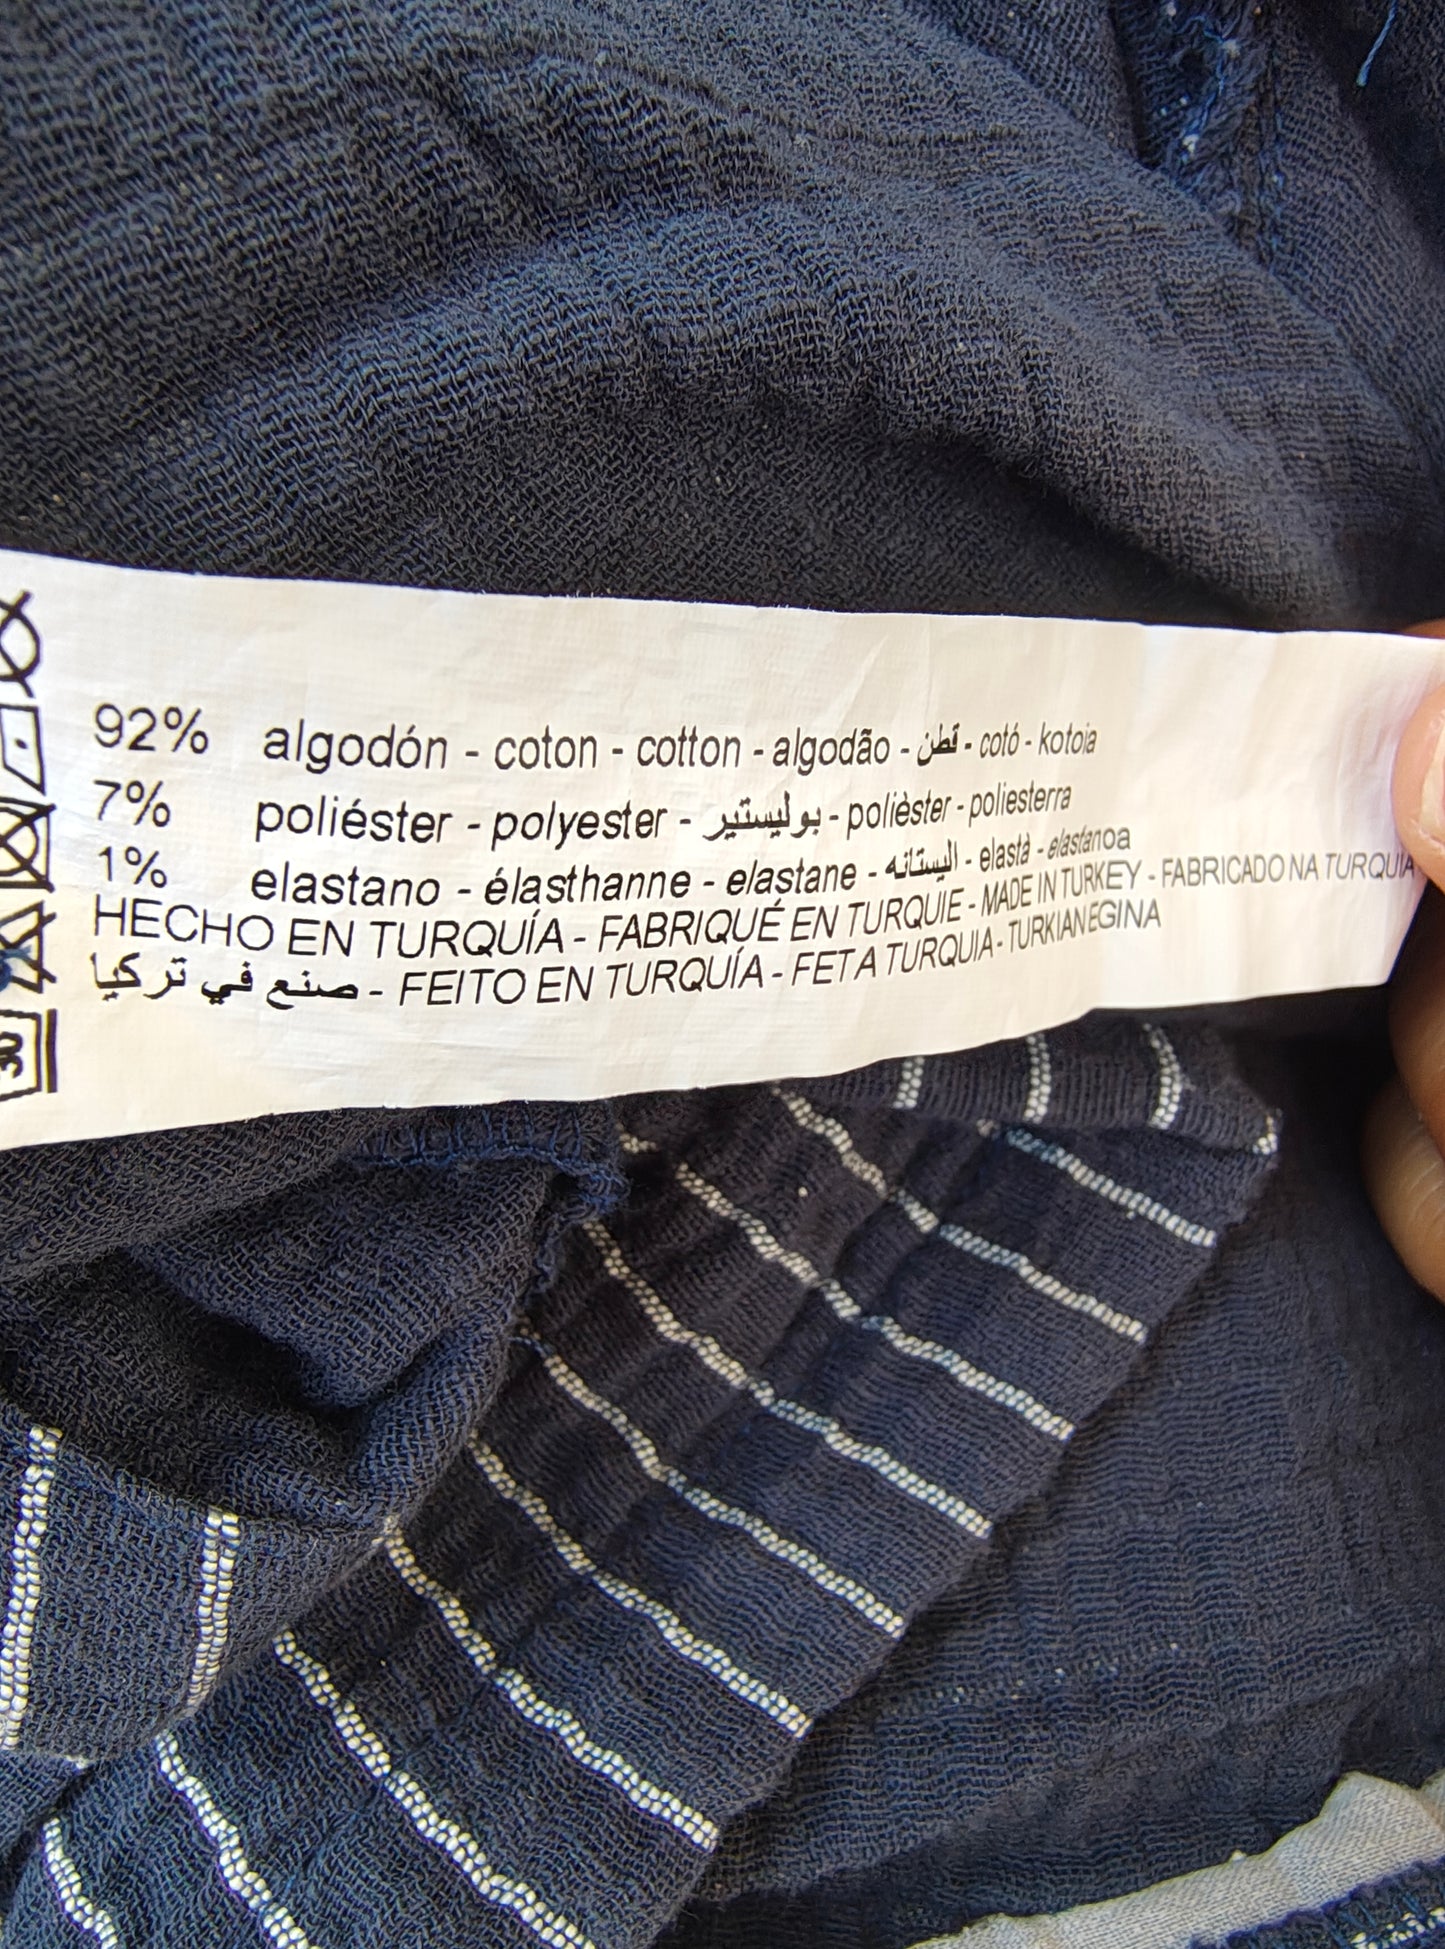 92% algodón - coton - cotton - algodão - قطن - cotó - kotoia
7% poliéster - polyester - بوليستير - polièster - poliesterra
1% elastano - élasthanne - elastane - اليستانه - elastà - elastanoa
HECHO EN TURQUÍA - FABRIQUÉ EN TURQUIE - MADE IN TURKEY - FABRICADO NA TURQUIA
صنع في تركيا - FEITO EN TURQUÍA - FET A TURQUIA - TURKIAN EGINA
30